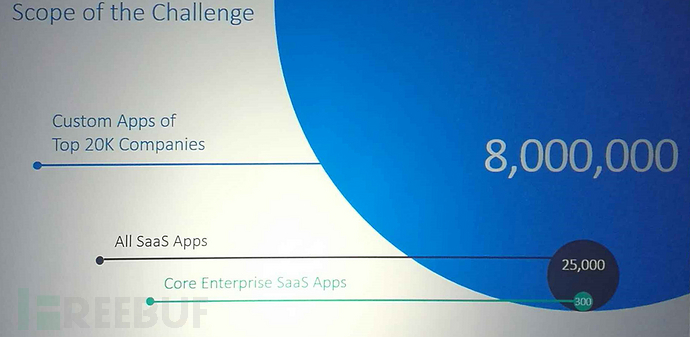 Scope of the Challenge
Custom Apps of
Top 20K Companies
8,000,000
All SaaS Apps
25,000
Core Enterprise SaaS Apps
300
FREEBUF